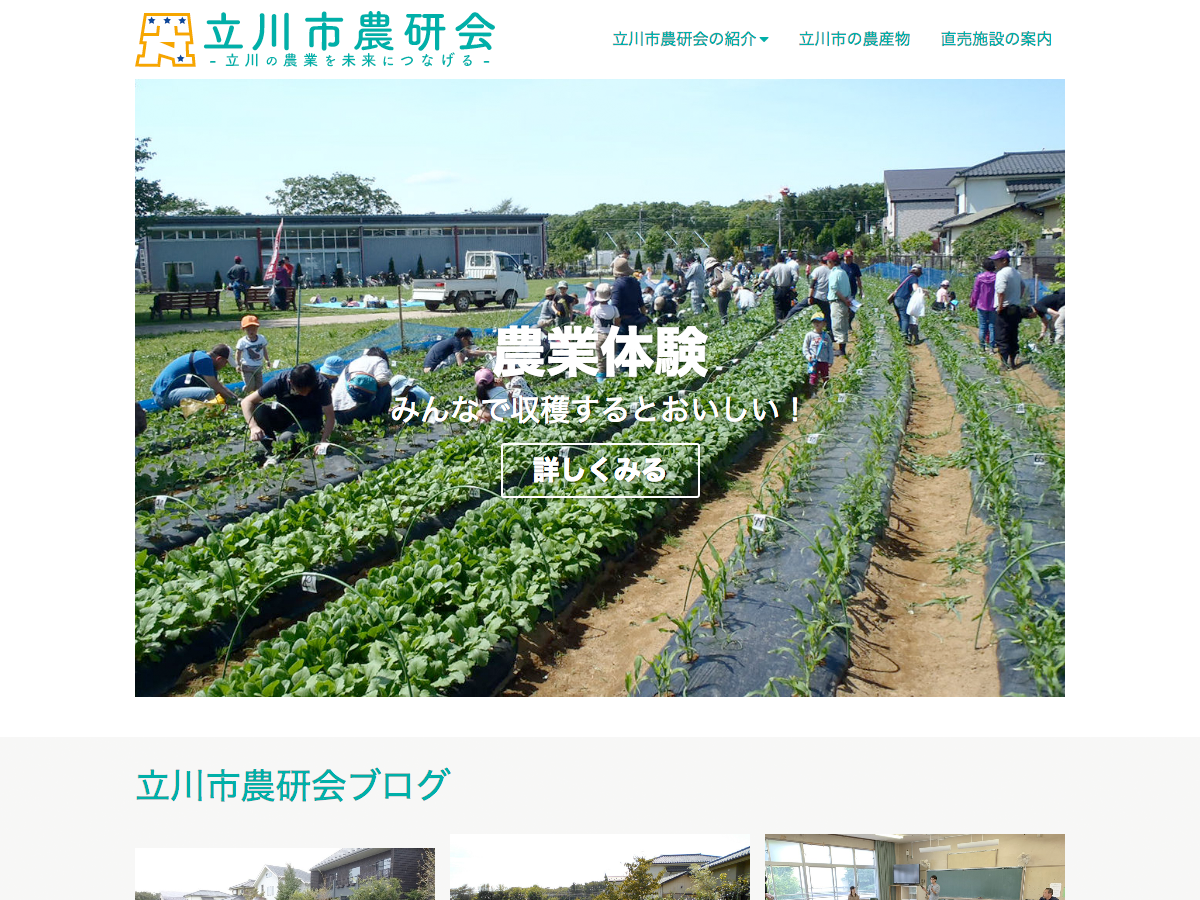 立川市農研会
- 立川の農業を未来につなげる -
立川市農研会の紹介
立川市の農産物
直売施設の案内
農業体験
みんなで収穫するとおいしい！
詳しくみる
立川市農研会ブログ